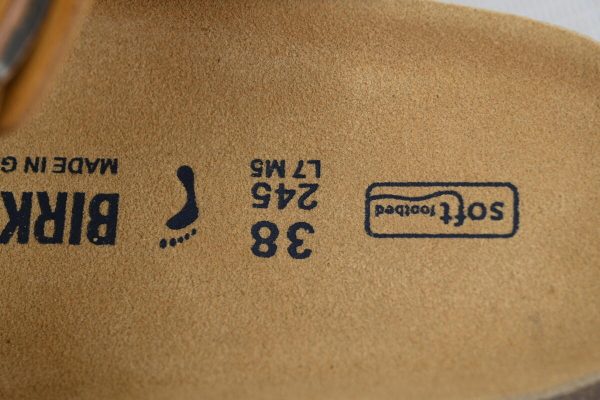 soft
footbed
38
245
L7 M5
BIRK
MADE IN G